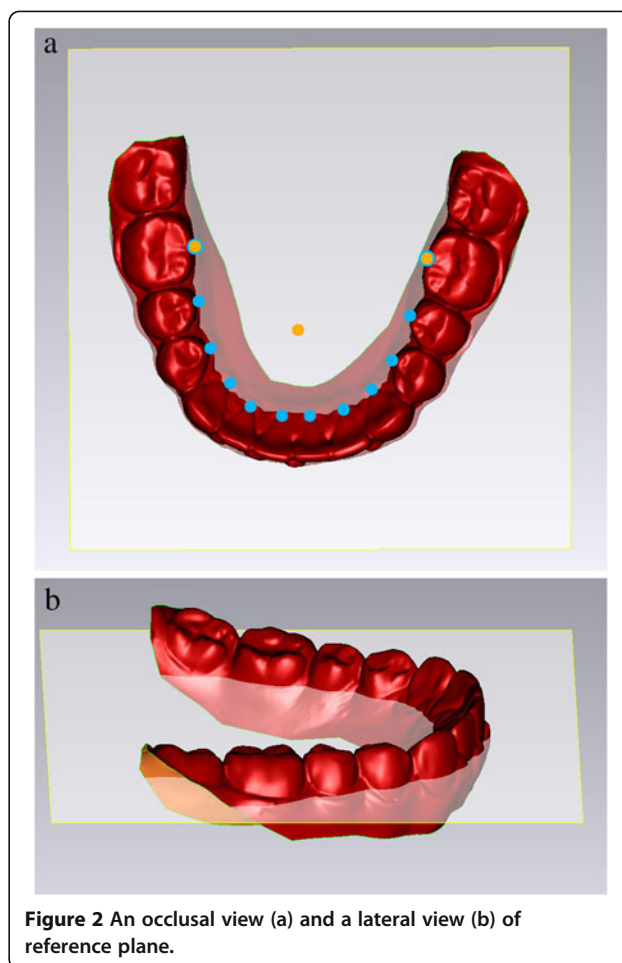 a
b
Figure 2 An occlusal view (a) and a lateral view (b) of
reference plane.